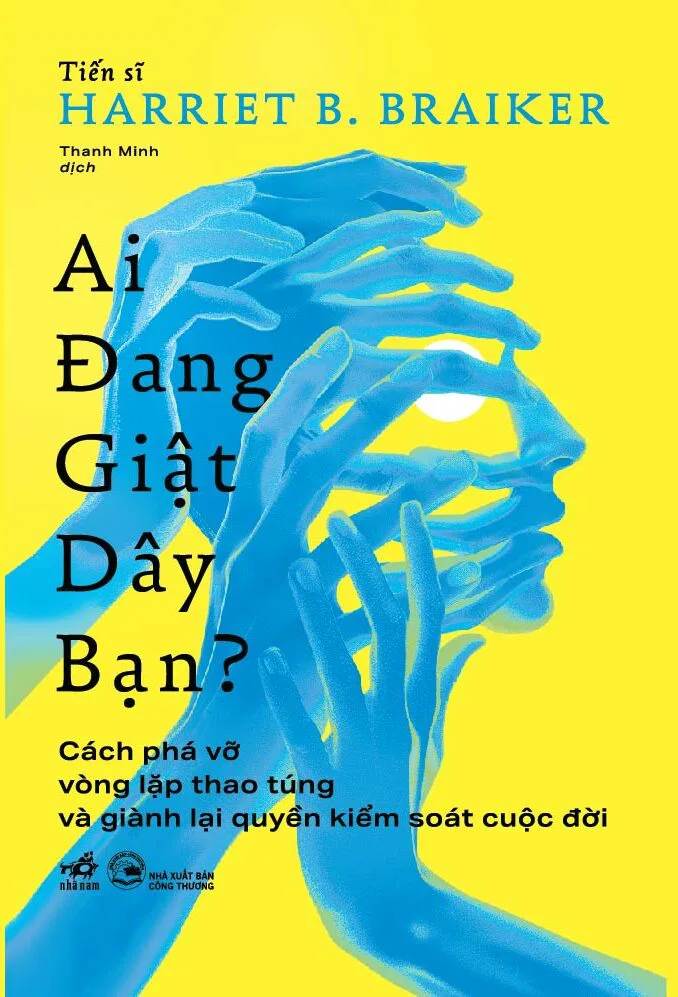 Tiến sĩ
HARRIET B. BRAIKER
Thanh Minh
dịch
Ai
Đang
Giật
Dây
Bạn?
Cách phá vỡ
vòng lặp thao túng
và giành lại quyền kiểm soát cuộc đời
nhã nam
NHÀ XUẤT BẢN
CÔNG THƯƠNG